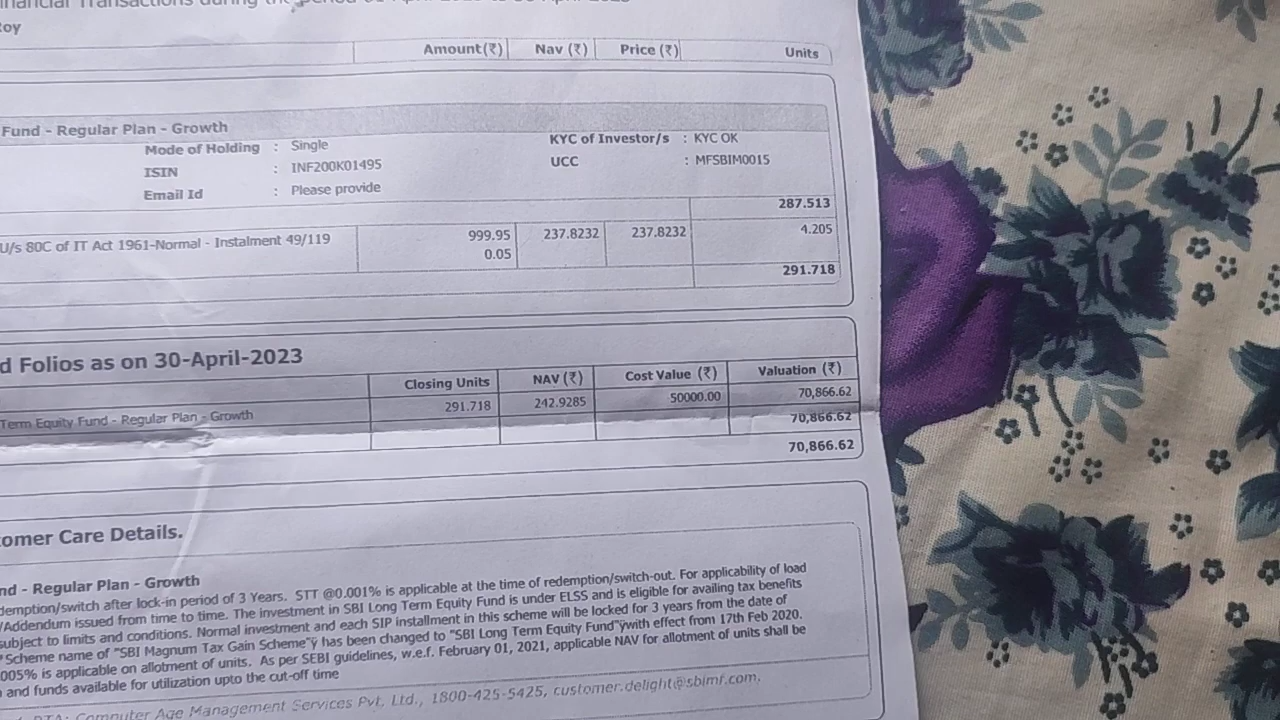 Financial Transactions during the period
Roy
Amount(₹) Nav (₹) Price (₹) Units
Fund - Regular Plan - Growth
Mode of Holding : Single KYC of Investor/s : KYC OK
ISIN : INF200K01495 UCC : MFSBIM0015
Email Id : Please provide
287.513
U/s 80C of IT Act 1961-Normal - Instalment 49/119 999.95 237.8232 237.8232 4.205
0.05
291.718
d Folios as on 30-April-2023
Closing Units NAV (₹) Cost Value (₹) Valuation (₹)
Term Equity Fund - Regular Plan - Growth 291.718 242.9285 50000.00 70,866.62
70,866.62
70,866.62
omer Care Details.
nd - Regular Plan - Growth
demption/switch after lock-in period of 3 Years. STT @0.001% is applicable at the time of redemption/switch-out. For applicability of load
/Addendum issued from time to time. The investment in SBI Long Term Equity Fund is under ELSS and is eligible for availing tax benefits
subject to limits and conditions. Normal investment and each SIP installment in this scheme will be locked for 3 years from the date of
Scheme name of "SBI Magnum Tax Gain Scheme"ÿ has been changed to "SBI Long Term Equity Fund"ÿwith effect from 17th Feb 2020.
005% is applicable on allotment of units. As per SEBI guidelines, w.e.f. February 01, 2021, applicable NAV for allotment of units shall be
and funds available for utilization upto the cut-off time
RTA: Computer Age Management Services Pvt. Ltd., 1800-425-5425, customer.delight@sbimf.com,